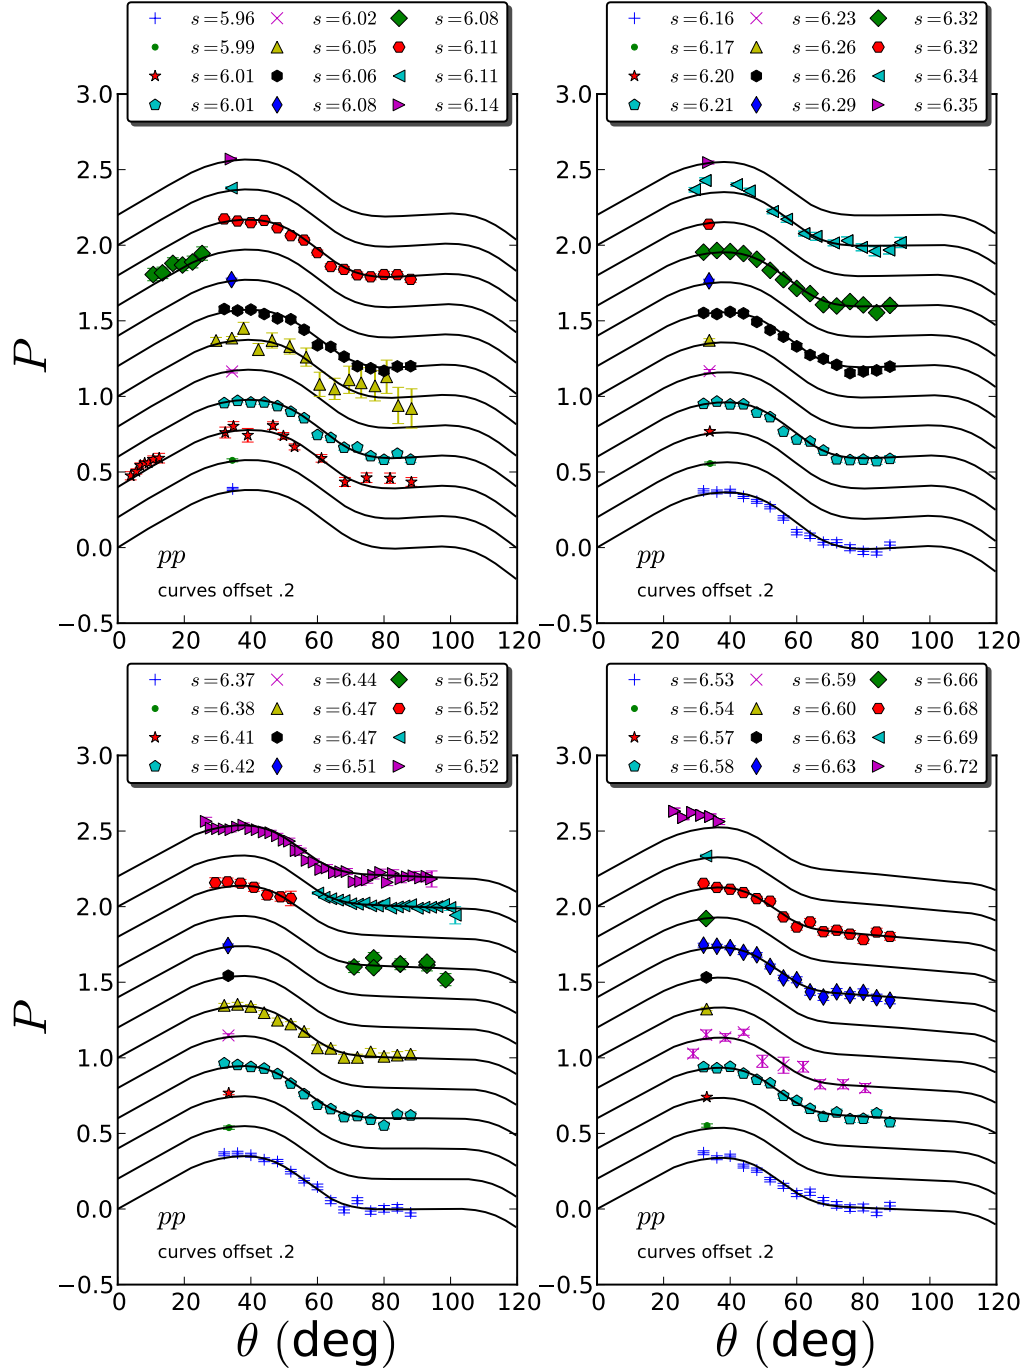 s=5.96 s=6.02 s=6.08
s=5.99 s=6.05 s=6.11
s=6.01 s=6.06 s=6.11
s=6.01 s=6.08 s=6.14
3.0
2.5
2.0
1.5
1.0
0.5
0.0
−0.5
P
pp
curves offset .2
0 20 40 60 80 100 120
s=6.16 s=6.23 s=6.32
s=6.17 s=6.26 s=6.32
s=6.20 s=6.26 s=6.34
s=6.21 s=6.29 s=6.35
3.0
2.5
2.0
1.5
1.0
0.5
0.0
−0.5
pp
curves offset .2
0 20 40 60 80 100 120
s=6.37 s=6.44 s=6.52
s=6.38 s=6.47 s=6.52
s=6.41 s=6.47 s=6.52
s=6.42 s=6.51 s=6.52
3.0
2.5
2.0
1.5
1.0
0.5
0.0
−0.5
P
pp
curves offset .2
0 20 40 60 80 100 120
θ (deg)
s=6.53 s=6.59 s=6.66
s=6.54 s=6.60 s=6.68
s=6.57 s=6.63 s=6.69
s=6.58 s=6.63 s=6.72
3.0
2.5
2.0
1.5
1.0
0.5
0.0
−0.5
pp
curves offset .2
0 20 40 60 80 100 120
θ (deg)